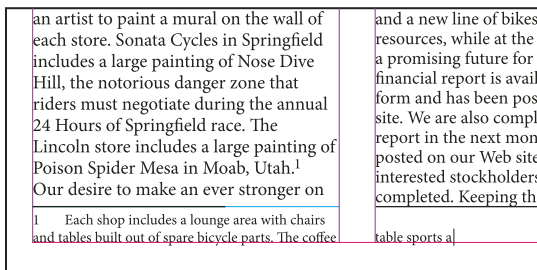 an artist to paint a mural on the wall of
each store. Sonata Cycles in Springfield
includes a large painting of Nose Dive
Hill, the notorious danger zone that
riders must negotiate during the annual
24 Hours of Springfield race. The
Lincoln store includes a large painting of
Poison Spider Mesa in Moab, Utah.1
Our desire to make an ever stronger on
1 Each shop includes a lounge area with chairs
and tables built out of spare bicycle parts. The coffee
and a new line of bikes
resources, while at the
a promising future for
financial report is avail
form and has been pos
site. We are also compl
report in the next mon
posted on our Web site
interested stockholders
completed. Keeping th
table sports a